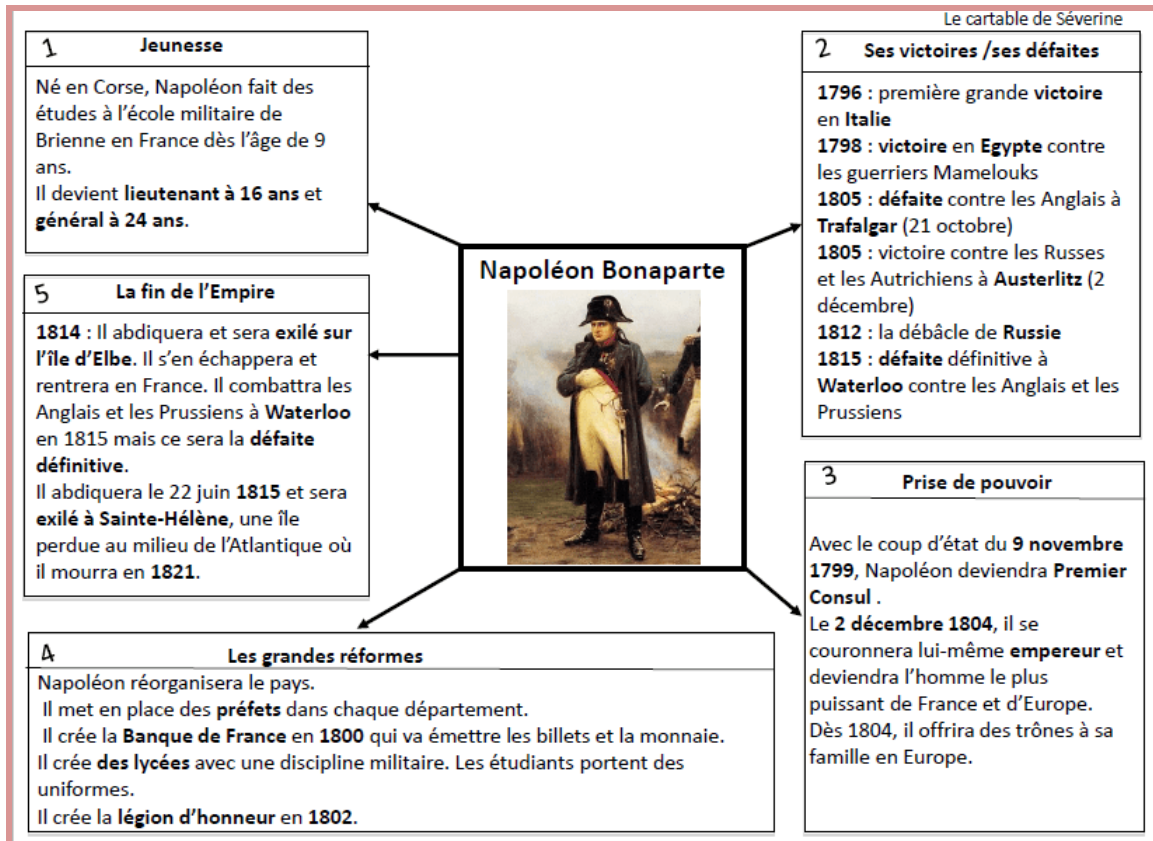 Le cartable de Séverine
1 Jeunesse
Né en Corse, Napoléon fait des
études à l'école militaire de
Brienne en France dès l'âge de 9
ans.
Il devient lieutenant à 16 ans et
général à 24 ans.
2 Ses victoires /ses défaites
1796 : première grande victoire
en Italie
1798 : victoire en Egypte contre
les guerriers Mamelouks
1805 : défaite contre les Anglais à
Trafalgar (21 octobre)
1805 : victoire contre les Russes
et les Autrichiens à Austerlitz (2
décembre)
1812 : la débâcle de Russie
1815 : défaite définitive à
Waterloo contre les Anglais et les
Prussiens
Napoléon Bonaparte
3 Prise de pouvoir
Avec le coup d'état du 9 novembre
1799, Napoléon deviendra Premier
Consul .
Le 2 décembre 1804, il se
couronnera lui-même empereur et
deviendra l'homme le plus
puissant de France et d'Europe.
Dès 1804, il offrira des trônes à sa
famille en Europe.
4 Les grandes réformes
Napoléon réorganisera le pays.
Il met en place des préfets dans chaque département.
Il crée la Banque de France en 1800 qui va émettre les billets et la monnaie.
Il crée des lycées avec une discipline militaire. Les étudiants portent des
uniformes.
Il crée la légion d'honneur en 1802.
5 La fin de l'Empire
1814 : Il abdiquera et sera exilé sur
l'île d'Elbe. Il s'en échappera et
rentrera en France. Il combattra les
Anglais et les Prussiens à Waterloo
en 1815 mais ce sera la défaite
définitive.
Il abdiquera le 22 juin 1815 et sera
exilé à Sainte-Hélène, une île
perdue au milieu de l'Atlantique où
il mourra en 1821.